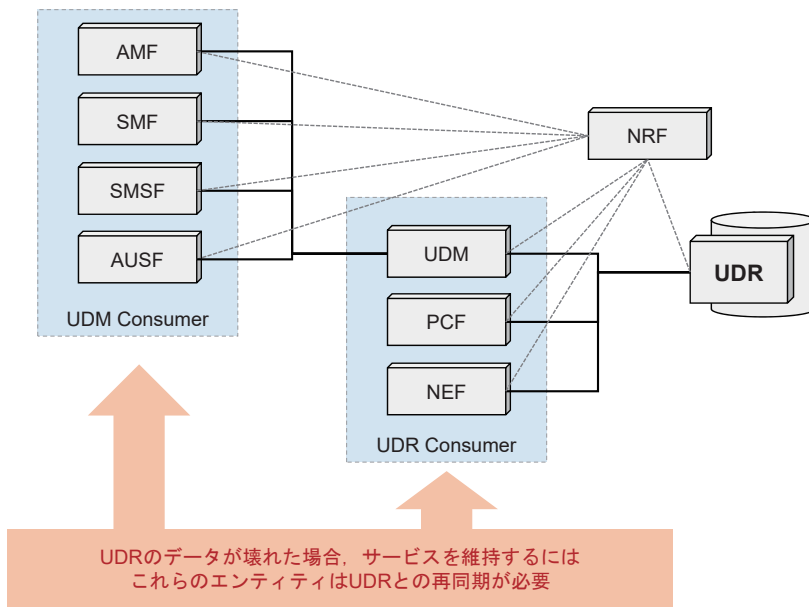 AMF
SMF
SMSF
AUSF
UDM Consumer
NRF
UDM
PCF
NEF
UDR Consumer
UDR
UDRのデータが壊れた場合，サービスを維持するには
これらのエンティティはUDRとの再同期が必要